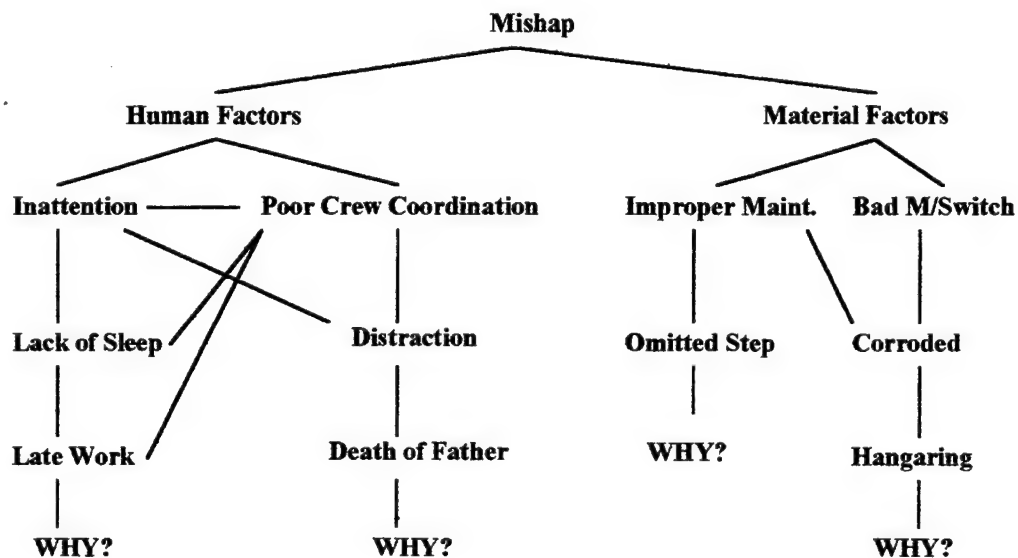 Mishap
Human Factors Material Factors
Inattention Poor Crew Coordination Improper Maint. Bad M/Switch
Lack of Sleep Distraction Omitted Step Corroded
Late Work Death of Father WHY? Hangaring
WHY? WHY? WHY?